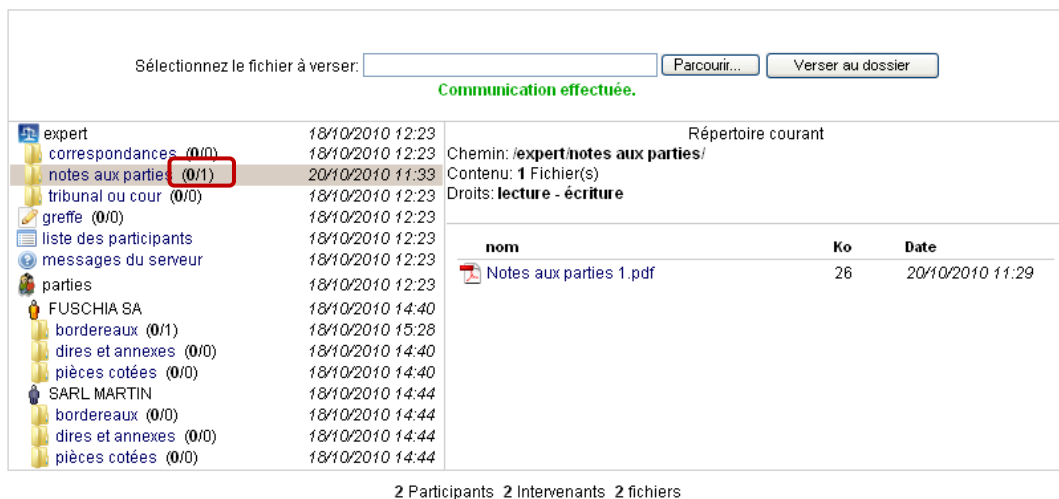 Sélectionnez le fichier à verser: Parcourir... Verser au dossier
Communication effectuée.
expert 18/10/2010 12:23
correspondances (0/0) 18/10/2010 12:23
notes aux parties (0/1) 20/10/2010 11:33
tribunal ou cour (0/0) 18/10/2010 12:23
greffe (0/0) 18/10/2010 12:23
liste des participants 18/10/2010 12:23
messages du serveur 18/10/2010 12:23
parties 18/10/2010 12:23
FUSCHIA SA 18/10/2010 14:40
bordereaux (0/1) 18/10/2010 15:28
dires et annexes (0/0) 18/10/2010 14:40
pièces cotées (0/0) 18/10/2010 14:40
SARL MARTIN 18/10/2010 14:44
bordereaux (0/0) 18/10/2010 14:44
dires et annexes (0/0) 18/10/2010 14:44
pièces cotées (0/0) 18/10/2010 14:44
Répertoire courant
Chemin: /expert/notes aux parties/
Contenu: 1 Fichier(s)
Droits: lecture - écriture
nom Ko Date
Notes aux parties 1.pdf 26 20/10/2010 11:29
2 Participants 2 Intervenants 2 fichiers